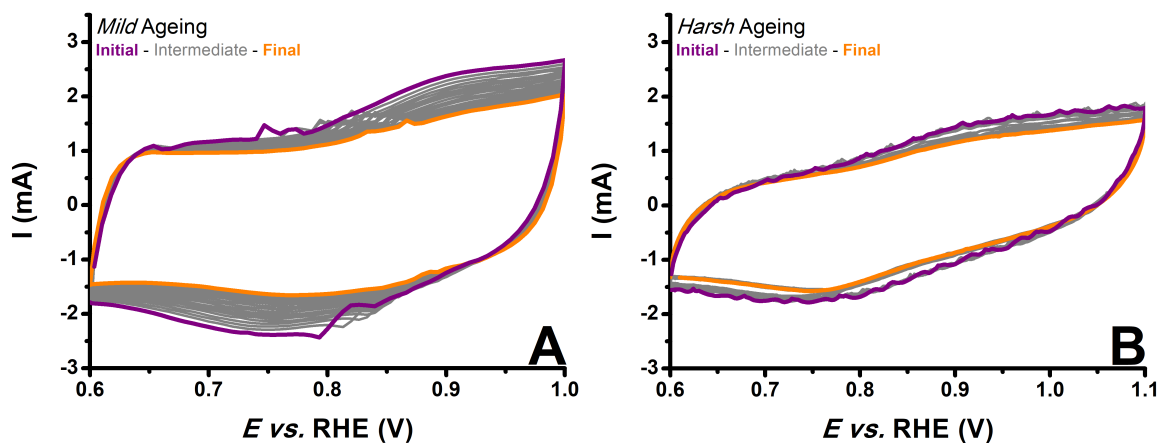 Mild Ageing
Initial - Intermediate - Final
3
2
1
0
-1
-2
-3
I (mA)
0.6 0.7 0.8 0.9 1.0
E vs. RHE (V)
A
Harsh Ageing
Initial - Intermediate - Final
3
2
1
0
-1
-2
-3
I (mA)
0.6 0.7 0.8 0.9 1.0 1.1
E vs. RHE (V)
B